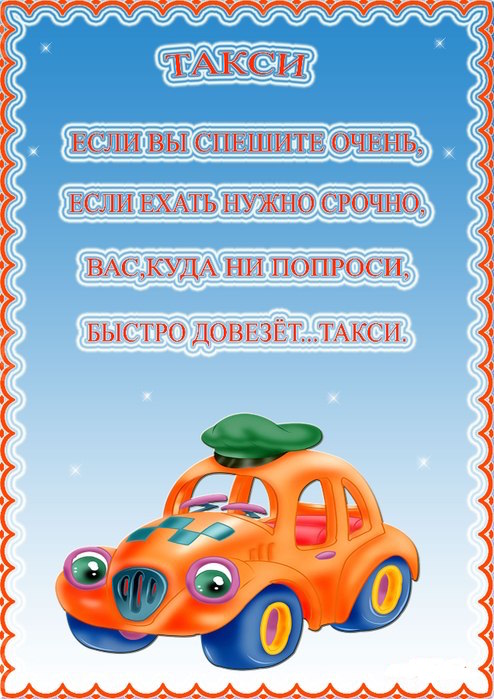 ТАКСИ
ЕСЛИ ВЫ СПЕШИТЕ ОЧЕНЬ,
ЕСЛИ ЕХАТЬ НУЖНО СРОЧНО,
ВАС,КУДА НИ ПОПРОСИ,
БЫСТРО ДОВЕЗЁТ...ТАКСИ.